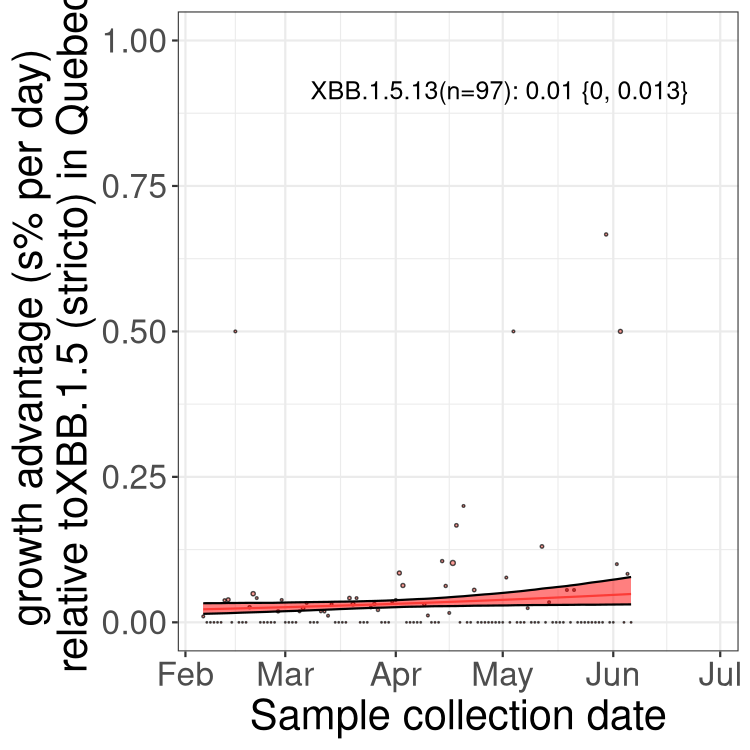 growth advantage (s% per day)
relative toXBB.1.5 (stricto) in Quebec
1.00
0.75
0.50
0.25
0.00
XBB.1.5.13(n=97): 0.01 {0, 0.013}
Feb Mar Apr May Jun Jul
Sample collection date